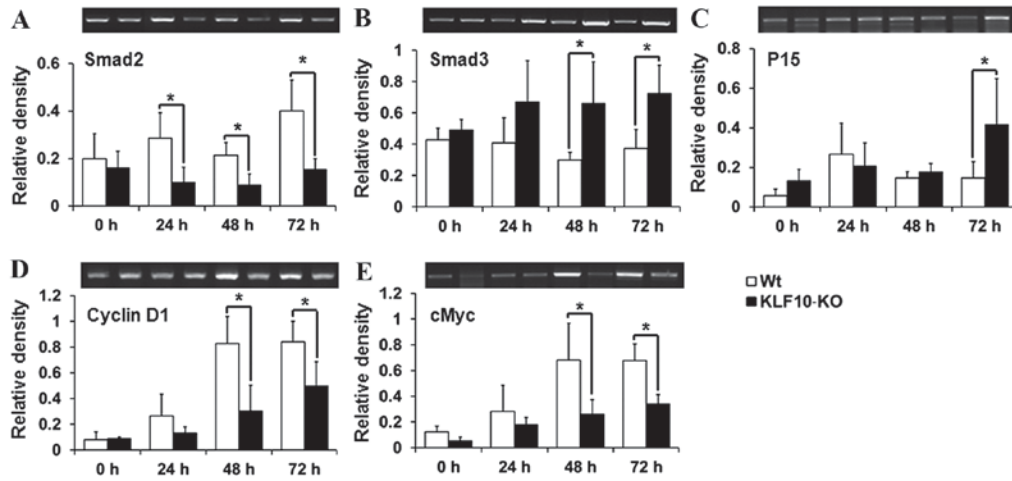 A
B
C
Smad2
Smad3
P15
Relative density
0.6
0.4
0.2
0
0 h 24 h 48 h 72 h
* * *
Relative density
1
0.8
0.6
0.4
0.2
0
0 h 24 h 48 h 72 h
* *
Relative density
0.8
0.6
0.4
0.2
0
0 h 24 h 48 h 72 h
*
D
E
Cyclin D1
cMyc
Relative density
1.2
1
0.8
0.6
0.4
0.2
0
0 h 24 h 48 h 72 h
* *
Relative density
1.2
1
0.8
0.6
0.4
0.2
0
0 h 24 h 48 h 72 h
* *
Wt
KLF10-KO